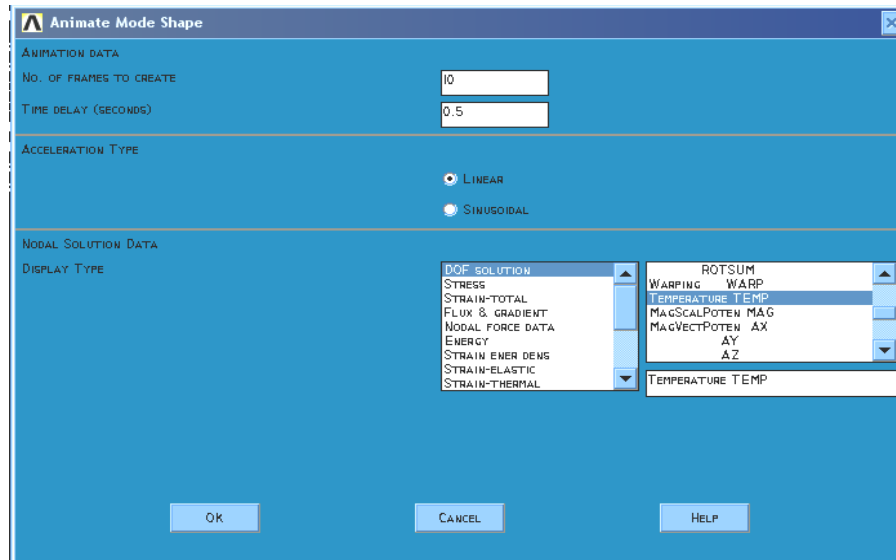 Animate Mode Shape
Animation data
No. of frames to create
10
Time delay (seconds)
0.5
Acceleration Type
Linear
Sinusoidal
Nodal Solution Data
Display Type
DOF solution
Stress
Strain-total
Flux & gradient
Nodal force data
Energy
Strain ener dens
Strain-elastic
Strain-thermal
ROTSUM
Warping WARP
Temperature TEMP
MagScalPoten MAG
MagVectPoten AX
AY
AZ
Temperature TEMP
OK
Cancel
Help